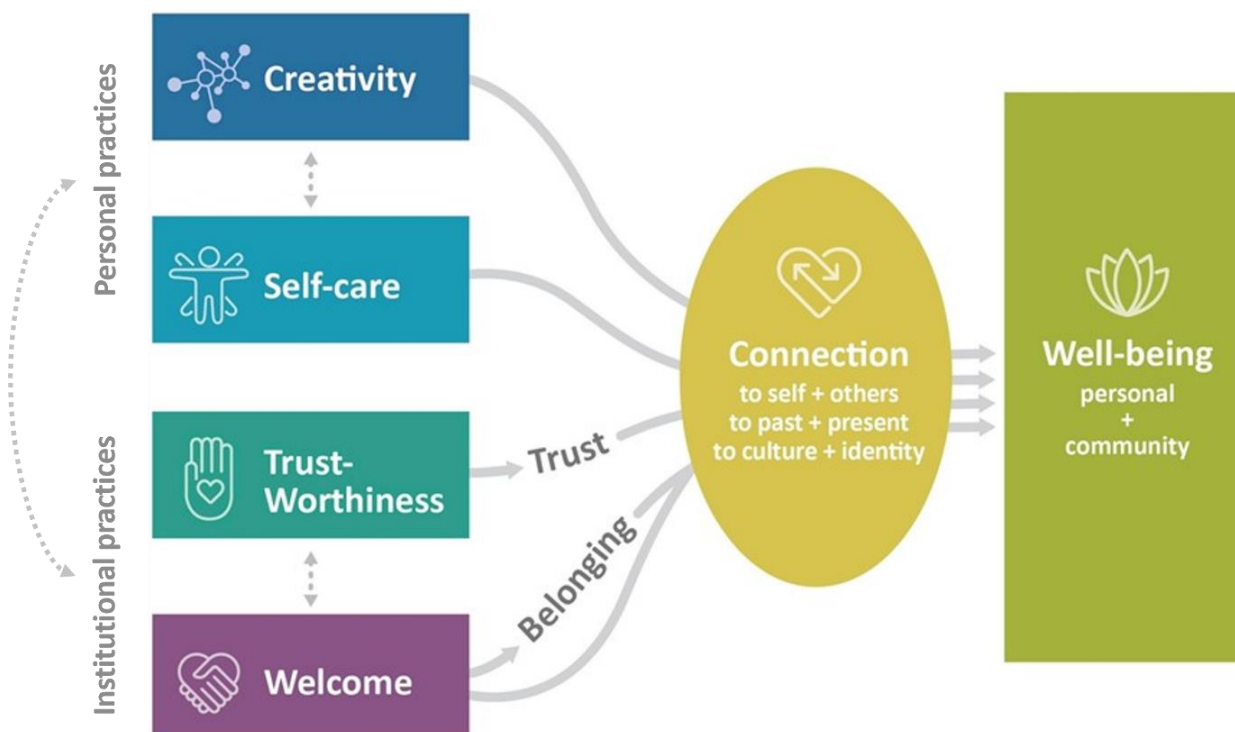 Personal practices
Creativity
Self-care
Institutional practices
Trust-
Worthiness
Welcome
Trust
Belonging
Connection
to self + others
to past + present
to culture + identity
Well-being
personal
+
community